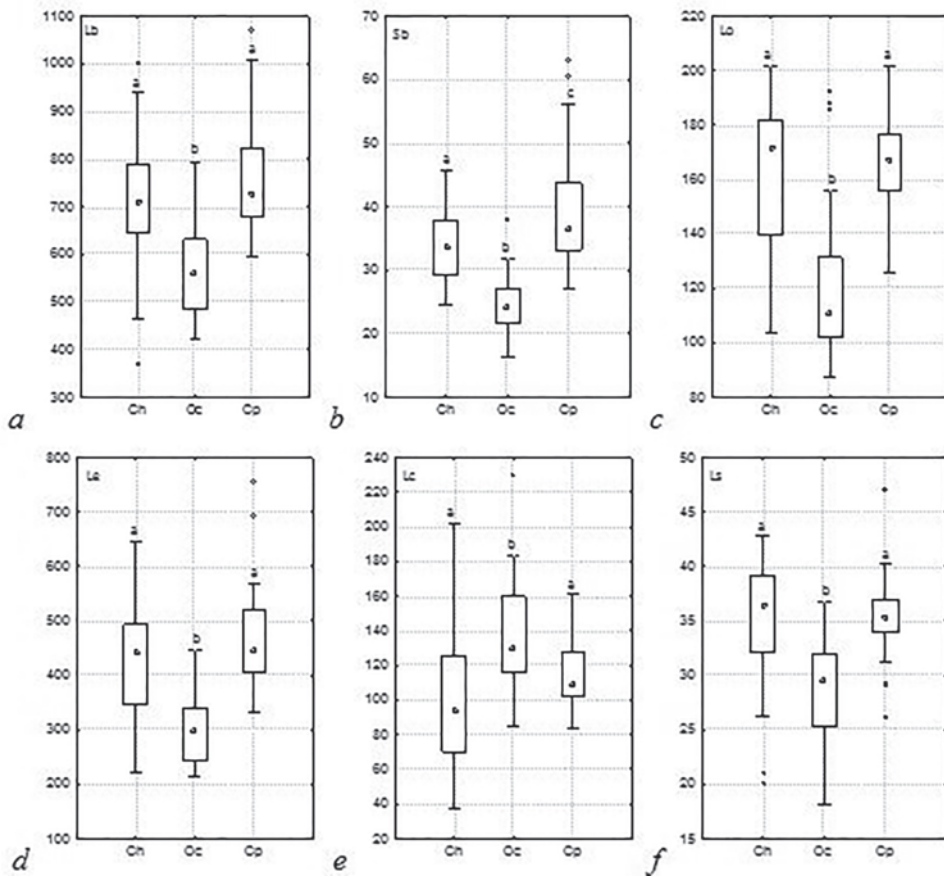 Lb
1100
1000
900
800
700
600
500
400
300
a b a
Ch Oc Cp
a
Sb
70
60
50
40
30
20
10
a b c
Ch Oc Cp
b
Lo
220
200
180
160
140
120
100
80
a b a
Ch Oc Cp
c
Le
800
700
600
500
400
300
200
100
a b a
Ch Oc Cp
d
Lc
240
220
200
180
160
140
120
100
80
60
40
20
a b a
Ch Oc Cp
e
Ls
50
45
40
35
30
25
20
15
a b a
Ch Oc Cp
f